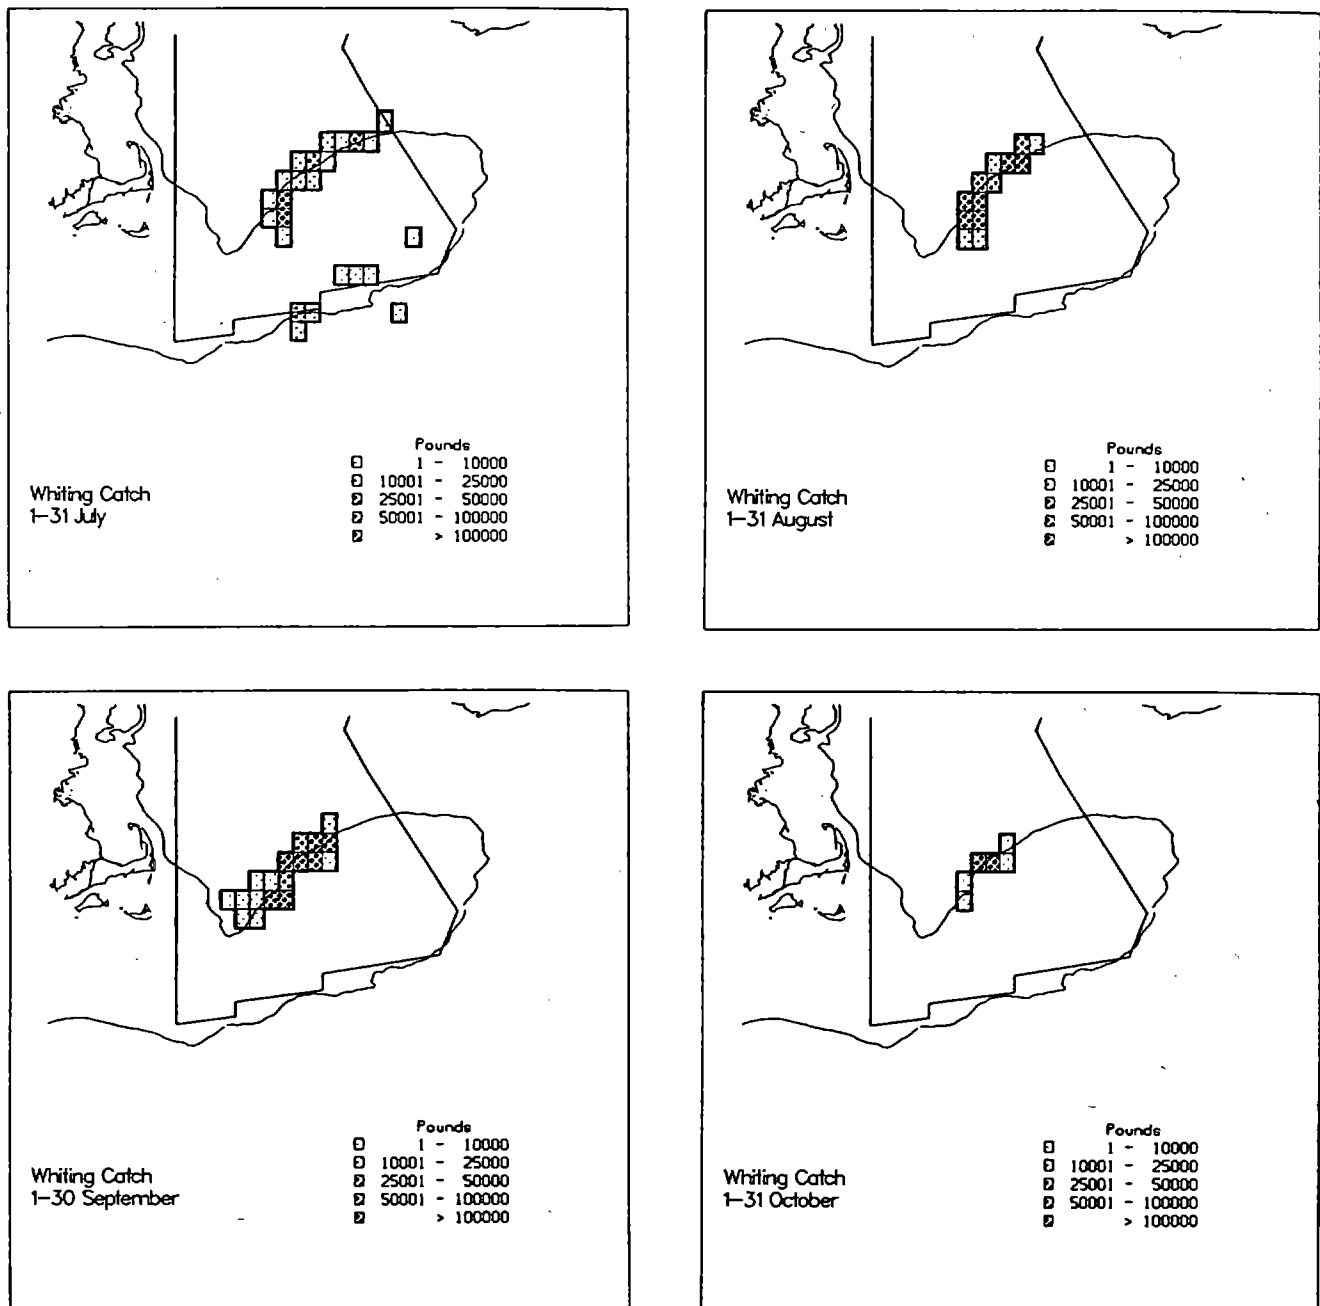 Pounds
1 - 10000
10001 - 25000
25001 - 50000
50001 - 100000
> 100000
Whiting Catch
1-31 July
Pounds
1 - 10000
10001 - 25000
25001 - 50000
50001 - 100000
> 100000
Whiting Catch
1-31 August
Pounds
1 - 10000
10001 - 25000
25001 - 50000
50001 - 100000
> 100000
Whiting Catch
1-30 September
Pounds
1 - 10000
10001 - 25000
25001 - 50000
50001 - 100000
> 100000
Whiting Catch
1-31 October